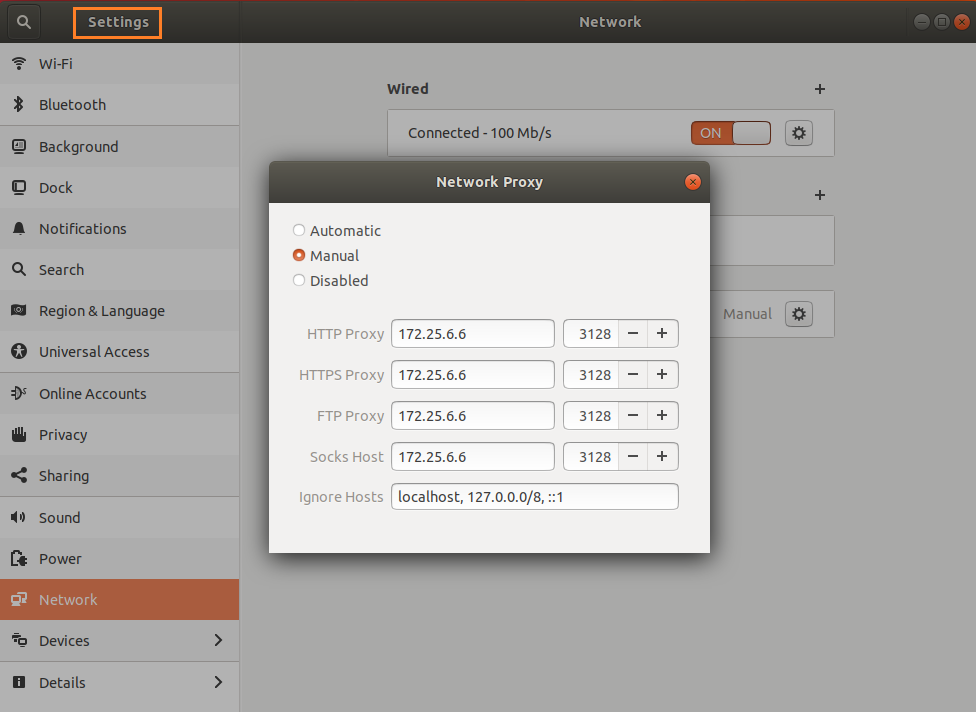 Settings
Network
Wi-Fi
Bluetooth
Background
Dock
Notifications
Search
Region & Language
Universal Access
Online Accounts
Privacy
Sharing
Sound
Power
Network
Devices
Details
Wired
Connected - 100 Mb/s
ON
Manual
Network Proxy
Automatic
Manual
Disabled
HTTP Proxy 172.25.6.6 3128
HTTPS Proxy 172.25.6.6 3128
FTP Proxy 172.25.6.6 3128
Socks Host 172.25.6.6 3128
Ignore Hosts localhost, 127.0.0.0/8, ::1